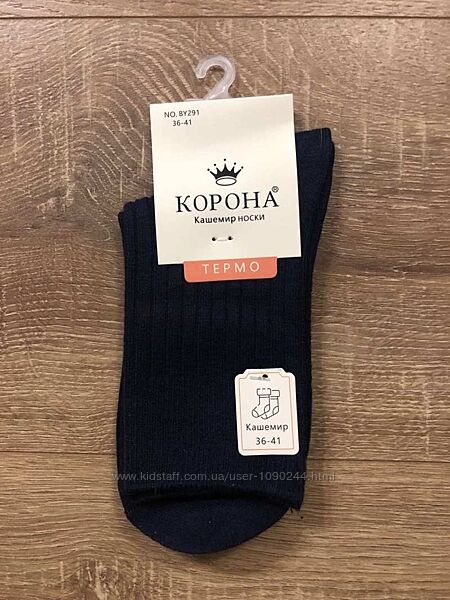 NO. BY291
36-41
КОРОНА®
Кашемир носки
ТЕРМО
Кашемир
36-41
www.kidstaff.com.ua/user-1090244.html